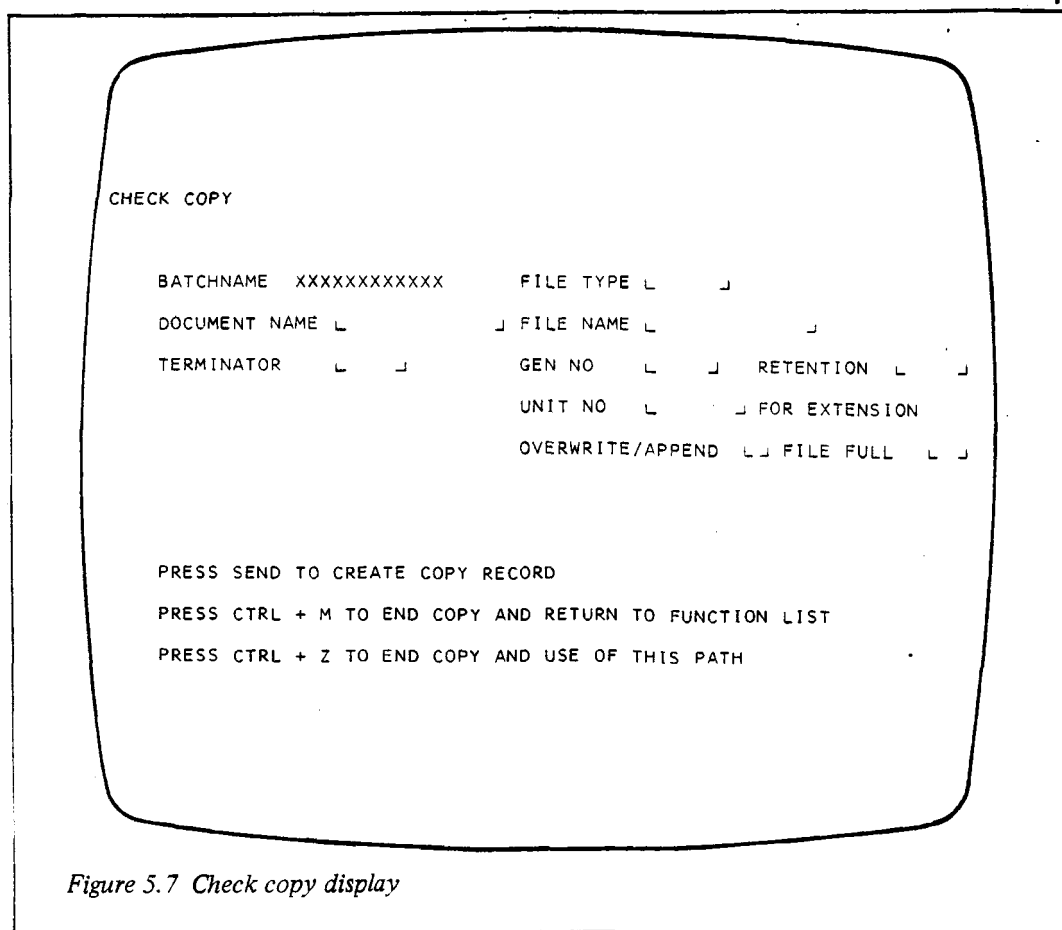 CHECK COPY
BATCHNAME XXXXXXXXXXXX FILE TYPE ⌞ ⌟
DOCUMENT NAME ⌞ ⌟ FILE NAME ⌞ ⌟
TERMINATOR ⌞ ⌟ GEN NO ⌞ ⌟ RETENTION ⌞ ⌟
UNIT NO ⌞ ⌟ FOR EXTENSION
OVERWRITE/APPEND ⌞ ⌟ FILE FULL ⌞ ⌟
PRESS SEND TO CREATE COPY RECORD
PRESS CTRL + M TO END COPY AND RETURN TO FUNCTION LIST
PRESS CTRL + Z TO END COPY AND USE OF THIS PATH
Figure 5.7 Check copy display